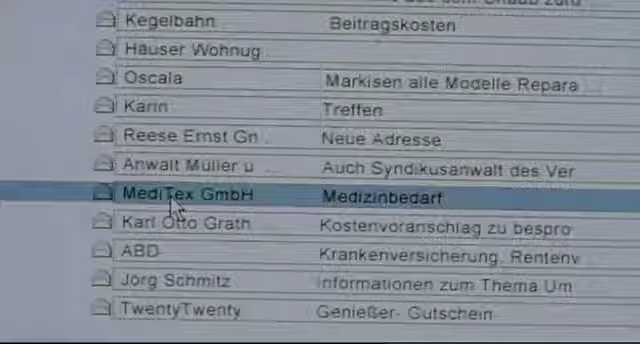 Kegelbahn Beitragskosten
Häuser Wohnug
Oscala Markisen alle Modelle Repara
Karin Treffen
Reese Ernst Gn Neue Adresse
Anwalt Müller u ... Auch Syndikusanwalt des Ver
MediTex GmbH Medizinbedarf
Karl Otto Grath Kostenvoranschlag zu bespro
ABD Krankenversicherung, Rentenv
Jörg Schmitz Informationen zum Thema Um
TwentyTwenty Genießer- Gutschein